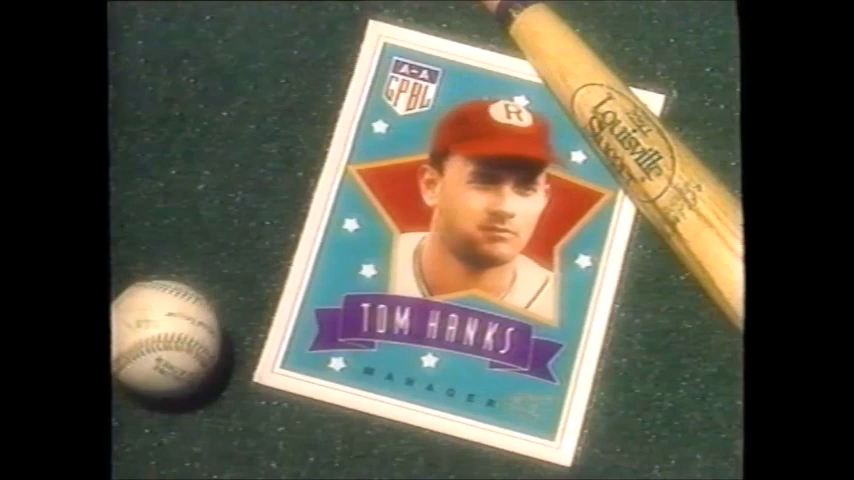 A-A
GPBL
R
Louisville
Slugger
TOM HANKS
MANAGER